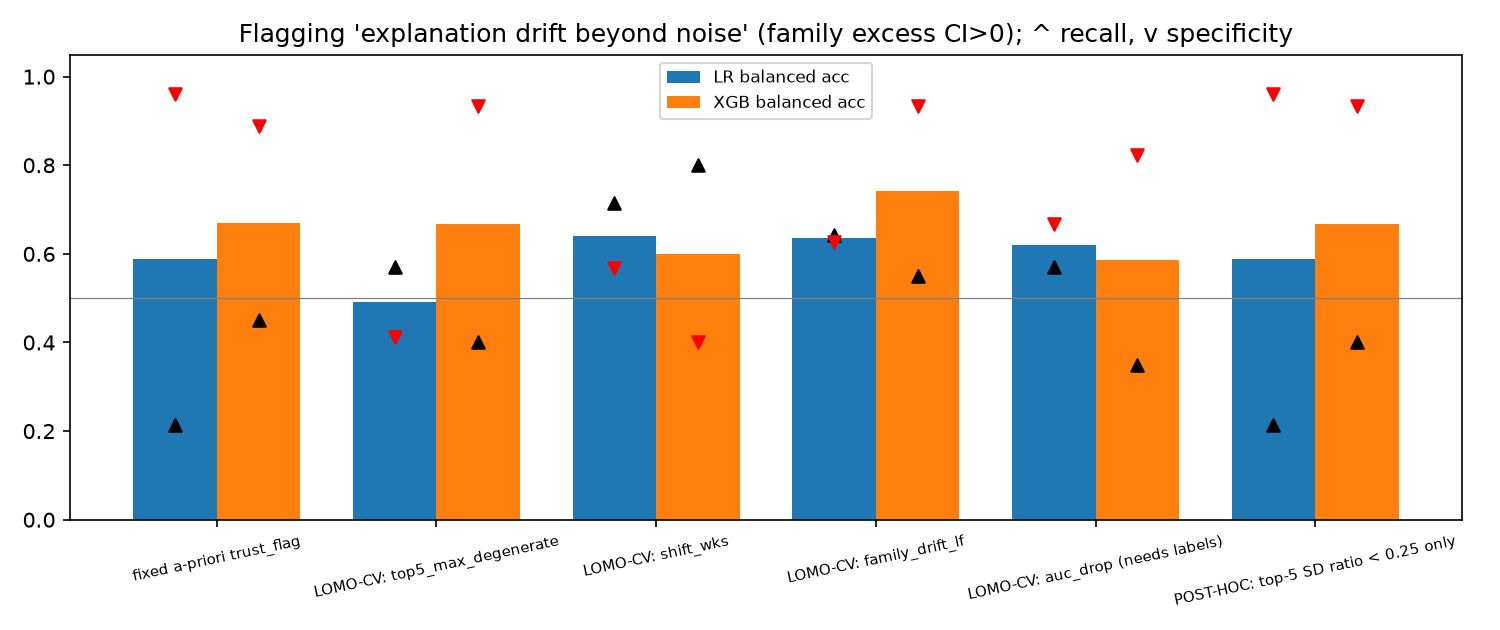 Flagging 'explanation drift beyond noise' (family excess CI>0); ^ recall, v specificity
LR balanced acc
XGB balanced acc
1.0
0.8
0.6
0.4
0.2
0.0
fixed a-priori trust_flag
LOMO-CV: top5_max_degenerate
LOMO-CV: shift_wks
LOMO-CV: family_drift_lf
LOMO-CV: auc_drop (needs labels)
POST-HOC: top-5 SD ratio < 0.25 only